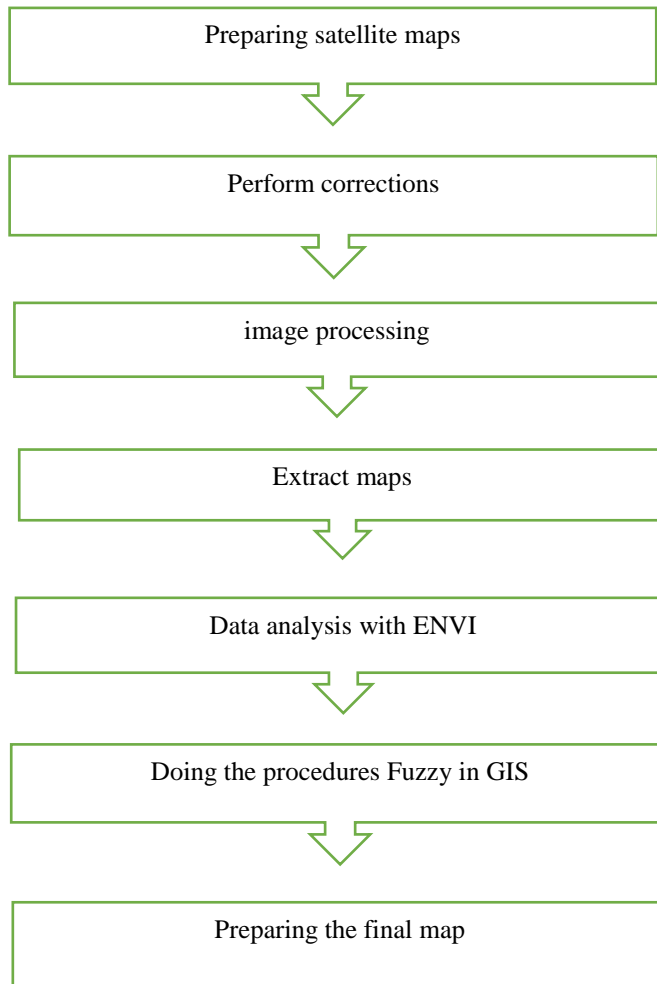 Preparing satellite maps
Perform corrections
image processing
Extract maps
Data analysis with ENVI
Doing the procedures Fuzzy in GIS
Preparing the final map